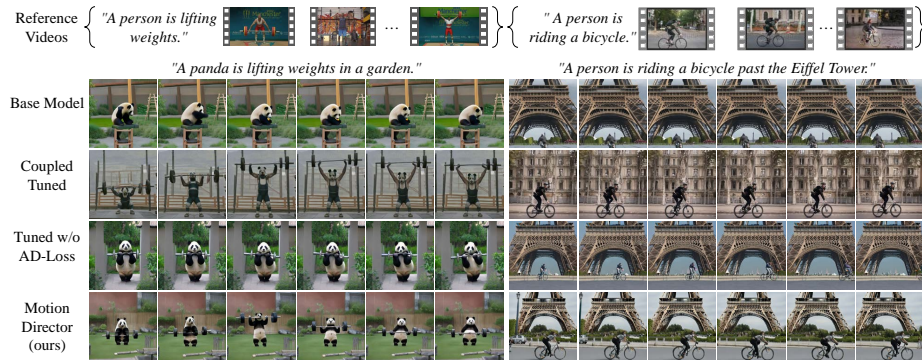 Reference
Videos
"A person is lifting
weights."
...
"A person is
riding a bicycle."
...
"A panda is lifting weights in a garden."
"A person is riding a bicycle past the Eiffel Tower."
Base Model
Coupled
Tuned
Tuned w/o
AD-Loss
Motion
Director
(ours)